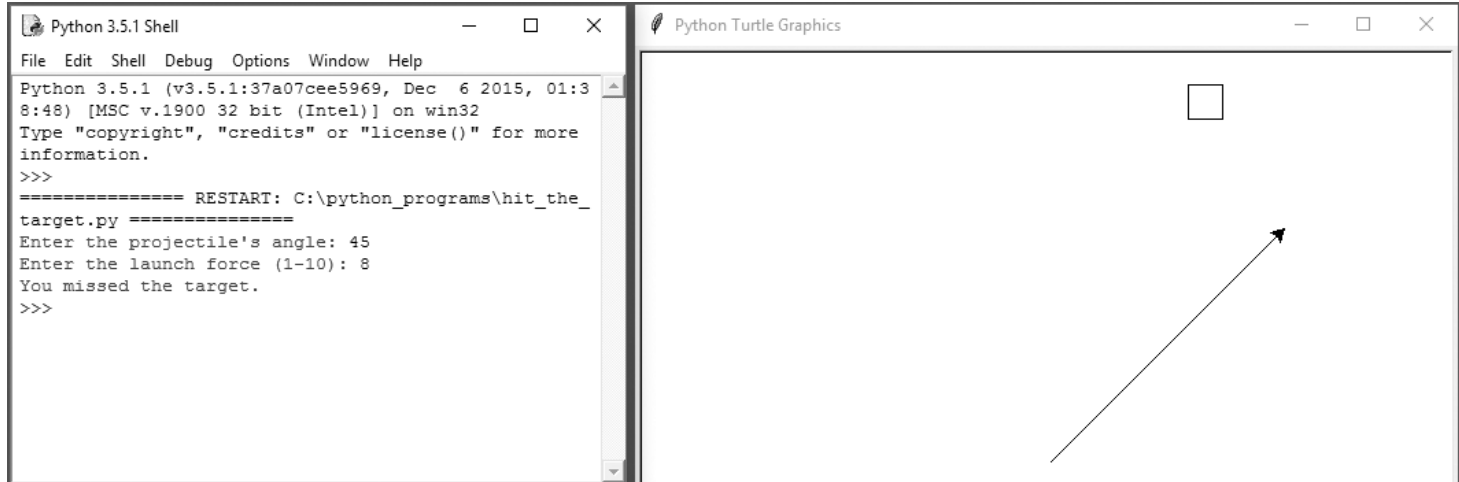 Python 3.5.1 Shell
File Edit Shell Debug Options Window Help
Python 3.5.1 (v3.5.1:37a07cee5969, Dec  6 2015, 01:3
8:48) [MSC v.1900 32 bit (Intel)] on win32
Type "copyright", "credits" or "license()" for more
information.
>>>
=============== RESTART: C:\python_programs\hit_the_
target.py ===============
Enter the projectile's angle: 45
Enter the launch force (1-10): 8
You missed the target.
>>>
Python Turtle Graphics